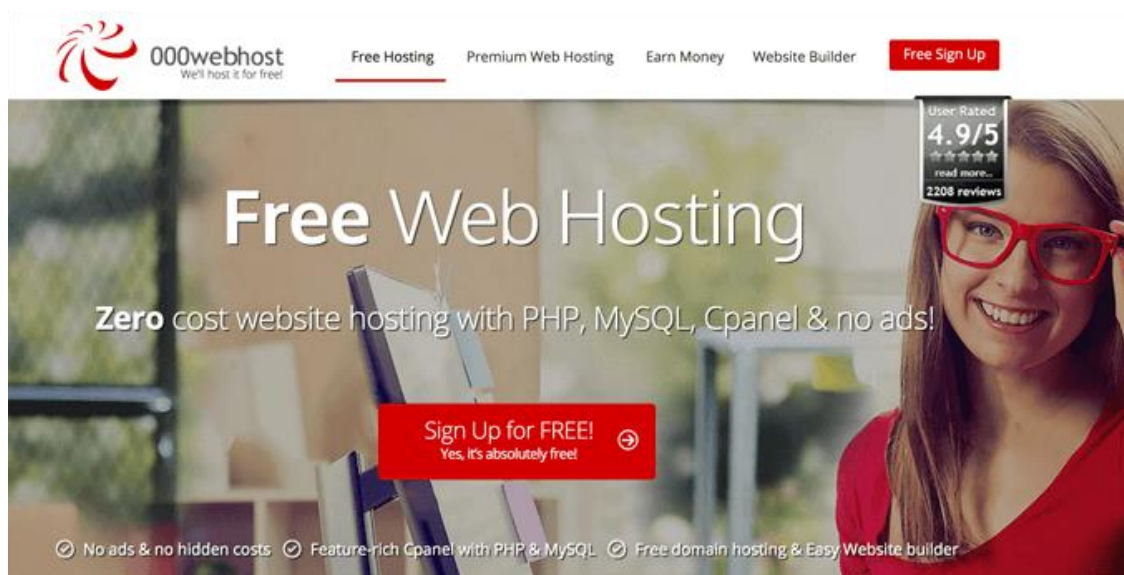 000webhost
We'll host it for free!
Free Hosting
Premium Web Hosting
Earn Money
Website Builder
Free Sign Up
User Rated
4.9/5
read more...
2208 reviews
Free Web Hosting
Zero cost website hosting with PHP, MySQL, Cpanel & no ads!
Sign Up for FREE!
Yes, it's absolutely free!
No ads & no hidden costs
Feature-rich Cpanel with PHP & MySQL
Free domain hosting & Easy Website builder